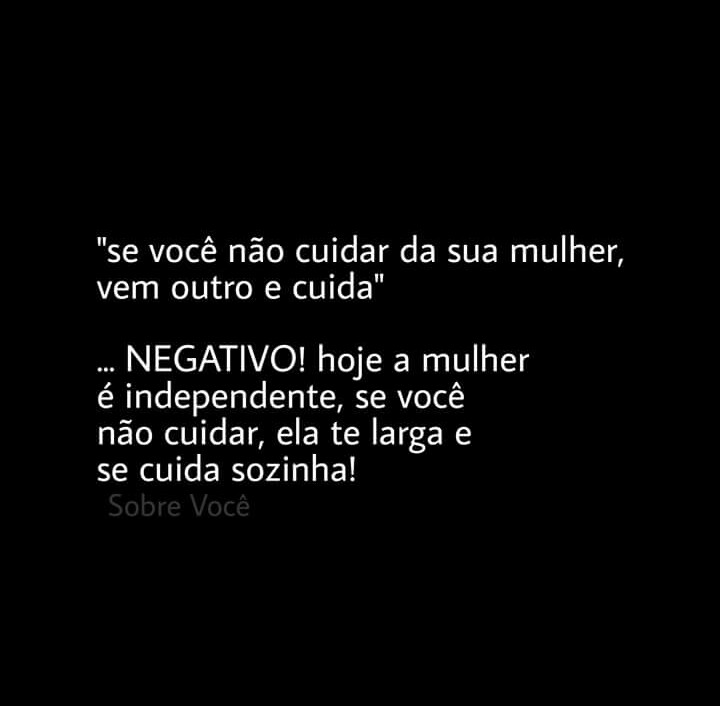 "se você não cuidar da sua mulher,
vem outro e cuida"
... NEGATIVO! hoje a mulher
é independente, se você
não cuidar, ela te larga e
se cuida sozinha!
Sobre Você